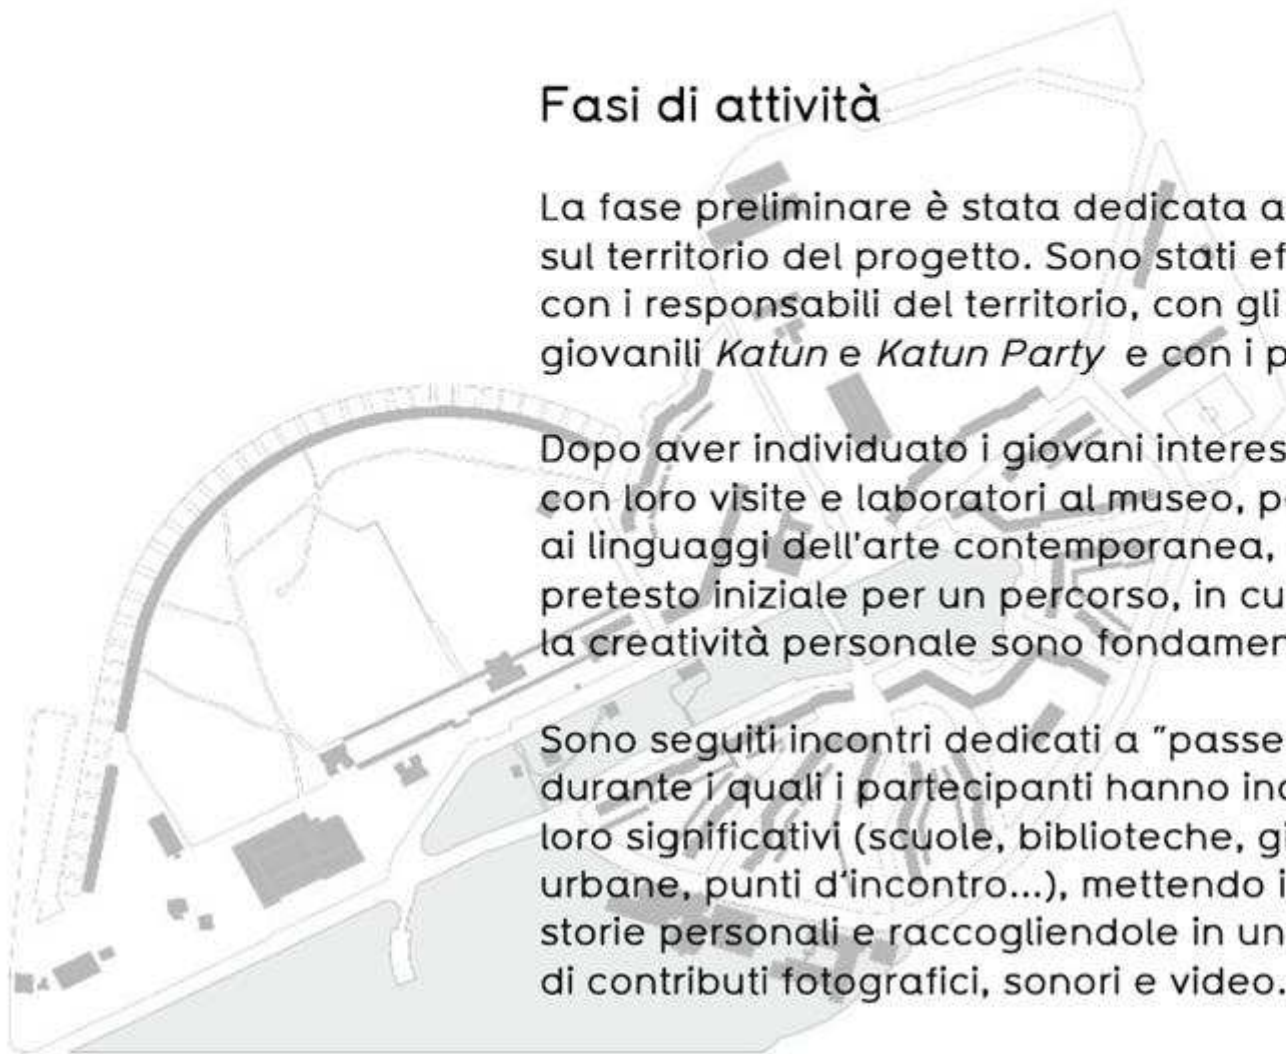 Fasi di attività
La fase preliminare è stata dedicata a
sul territorio del progetto. Sono stati ef
con i responsabili del territorio, con gli
giovanili Katun e Katun Party e con i p
Dopo aver individuato i giovani interes
con loro visite e laboratori al museo, p
ai linguaggi dell'arte contemporanea,
pretesto iniziale per un percorso, in cu
la creatività personale sono fondamen
Sono seguiti incontri dedicati a "passe
durante i quali i partecipanti hanno ind
loro significativi (scuole, biblioteche, gi
urbane, punti d'incontro...), mettendo i
storie personali e raccogliendole in un
di contributi fotografici, sonori e video.